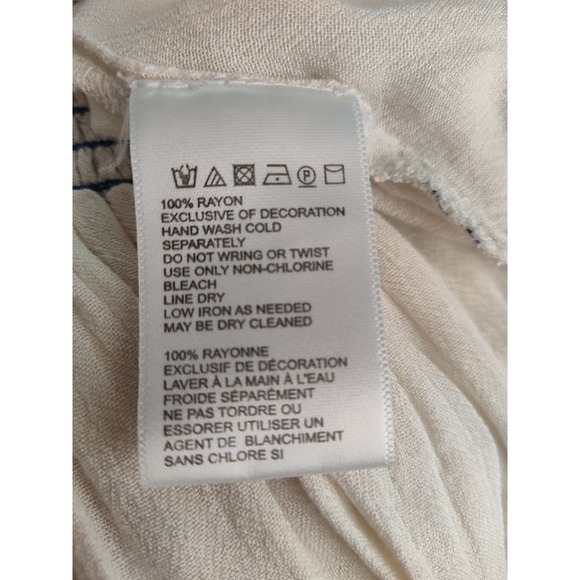 P
100% RAYON
EXCLUSIVE OF DECORATION
HAND WASH COLD
SEPARATELY
DO NOT WRING OR TWIST
USE ONLY NON-CHLORINE
BLEACH
LINE DRY
LOW IRON AS NEEDED
MAY BE DRY CLEANED
100% RAYONNE
EXCLUSIF DE DÉCORATION
LAVER À LA MAIN À L'EAU
FROIDE SÉPARÉMENT
NE PAS TORDRE OU
ESSORER UTILISER UN
AGENT DE BLANCHIMENT
SANS CHLORE SI